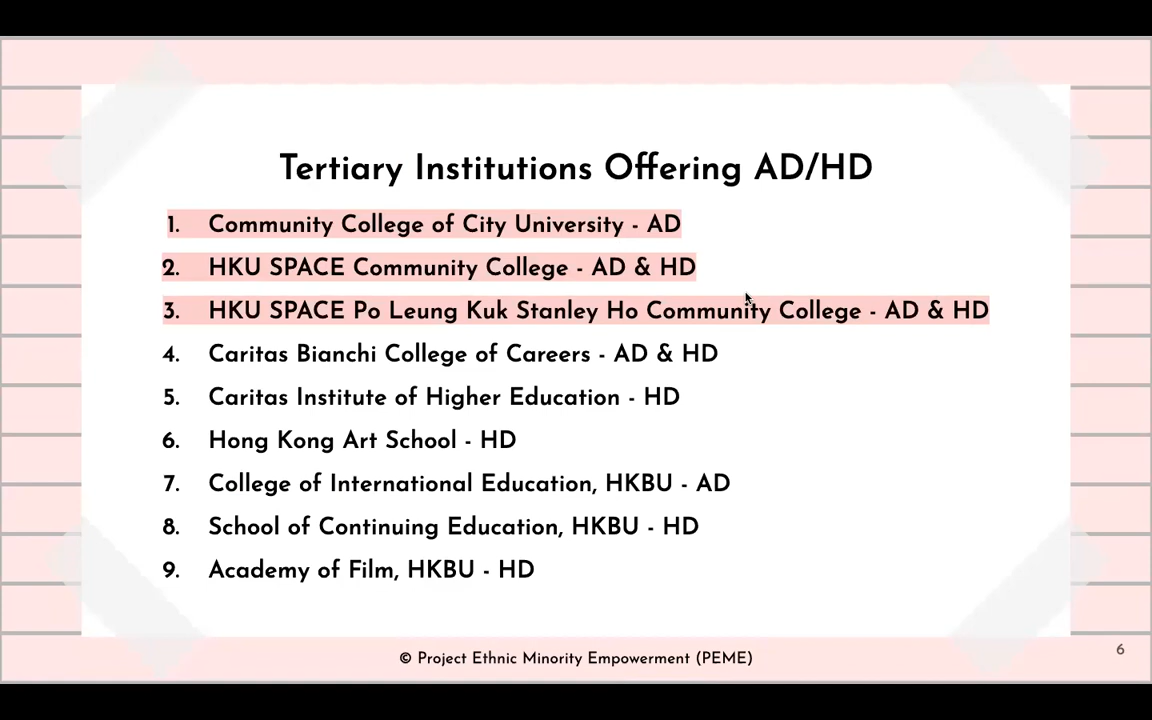 Tertiary Institutions Offering AD/HD
1. Community College of City University - AD
2. HKU SPACE Community College - AD & HD
3. HKU SPACE Po Leung Kuk Stanley Ho Community College - AD & HD
4. Caritas Bianchi College of Careers - AD & HD
5. Caritas Institute of Higher Education - HD
6. Hong Kong Art School - HD
7. College of International Education, HKBU - AD
8. School of Continuing Education, HKBU - HD
9. Academy of Film, HKBU - HD
© Project Ethnic Minority Empowerment (PEME)
6